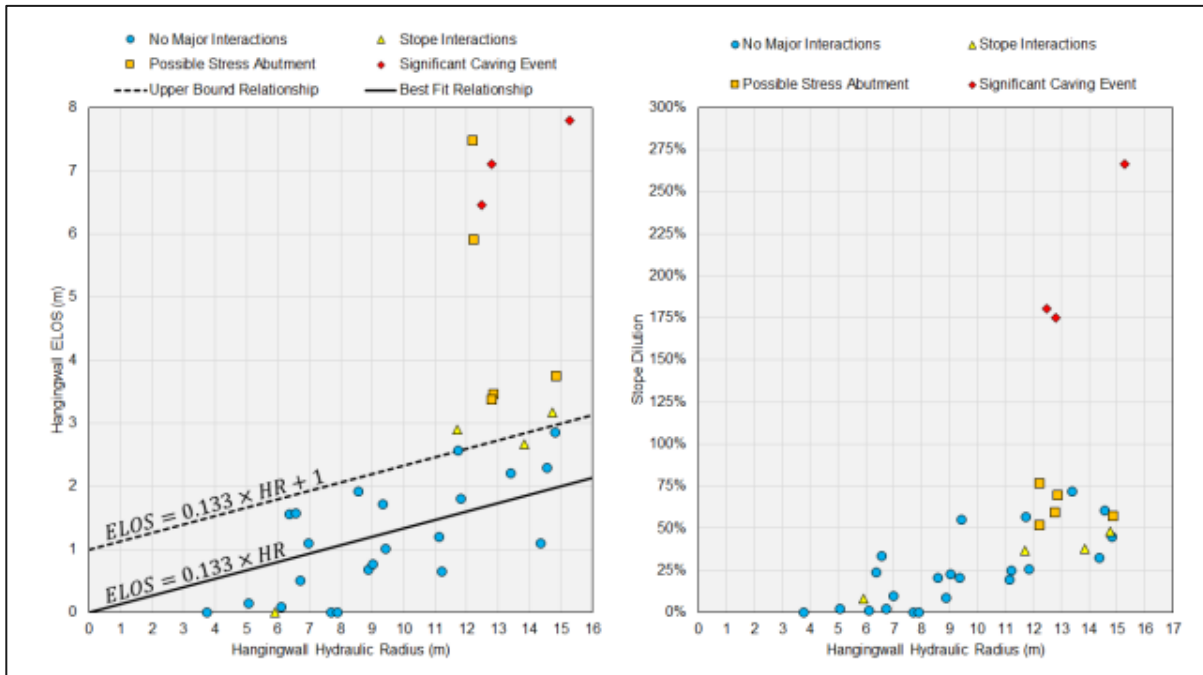 No Major Interactions
Stope Interactions
Possible Stress Abutment
Significant Caving Event
Upper Bound Relationship
Best Fit Relationship
8
7
6
5
4
3
2
1
0
Hangingwall ELOS (m)
ELOS = 0.133 × HR + 1
ELOS = 0.133 × HR
0 1 2 3 4 5 6 7 8 9 10 11 12 13 14 15 16
Hangingwall Hydraulic Radius (m)
No Major Interactions
Stope Interactions
Possible Stress Abutment
Significant Caving Event
300%
275%
250%
225%
200%
175%
150%
125%
100%
75%
50%
25%
0%
Stope Dilution
0 1 2 3 4 5 6 7 8 9 10 11 12 13 14 15 16 17
Hangingwall Hydraulic Radius (m)